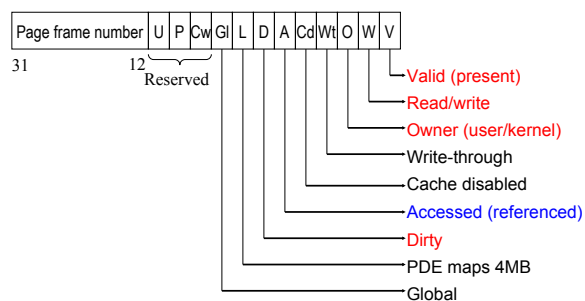 Page frame number U P Cw Gl L D A Cd Wt O W V
31 12
Reserved
Valid (present)
Read/write
Owner (user/kernel)
Write-through
Cache disabled
Accessed (referenced)
Dirty
PDE maps 4MB
Global